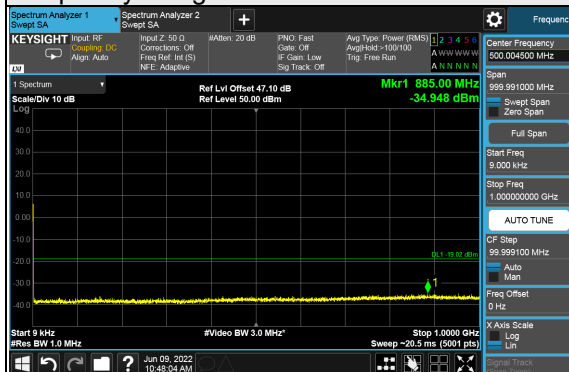 Spectrum Analyzer 1
Swept SA
Spectrum Analyzer 2
Swept SA
+
Frequenc
KEYSIGHT
Input: RF
Coupling: DC
Align: Auto
Input Z: 50 Ω
Corrections: Off
Freq Ref: Int (S)
NFE: Adaptive
#Atten: 20 dB
PNO: Fast
Gate: Off
IF Gain: Low
Sig Track: Off
Avg Type: Power (RMS)
Avg|Hold:>100/100
Trig: Free Run
1 2 3 4 5 6
A W W W W W
A N N N N N
LXI
1 Spectrum
Scale/Div 10 dB
Log
Ref Lvl Offset 47.10 dB
Ref Level 50.00 dBm
Mkr1 885.00 MHz
-34.948 dBm
40.0
30.0
20.0
10.0
0.00
-10.0
-20.0
-30.0
-40.0
DL1 -19.02 dBm
1
Start 9 kHz
#Res BW 1.0 MHz
#Video BW 3.0 MHz*
Stop 1.0000 GHz
Sweep ~20.5 ms (5001 pts)
Center Frequency
500.004500 MHz
Span
999.991000 MHz
Swept Span
Zero Span
Full Span
Start Freq
9.000 kHz
Stop Freq
1.000000000 GHz
AUTO TUNE
CF Step
99.999100 MHz
Auto
Man
Freq Offset
0 Hz
X Axis Scale
Log
Lin
Signal Track
?
Jun 09, 2022
10:48:04 AM